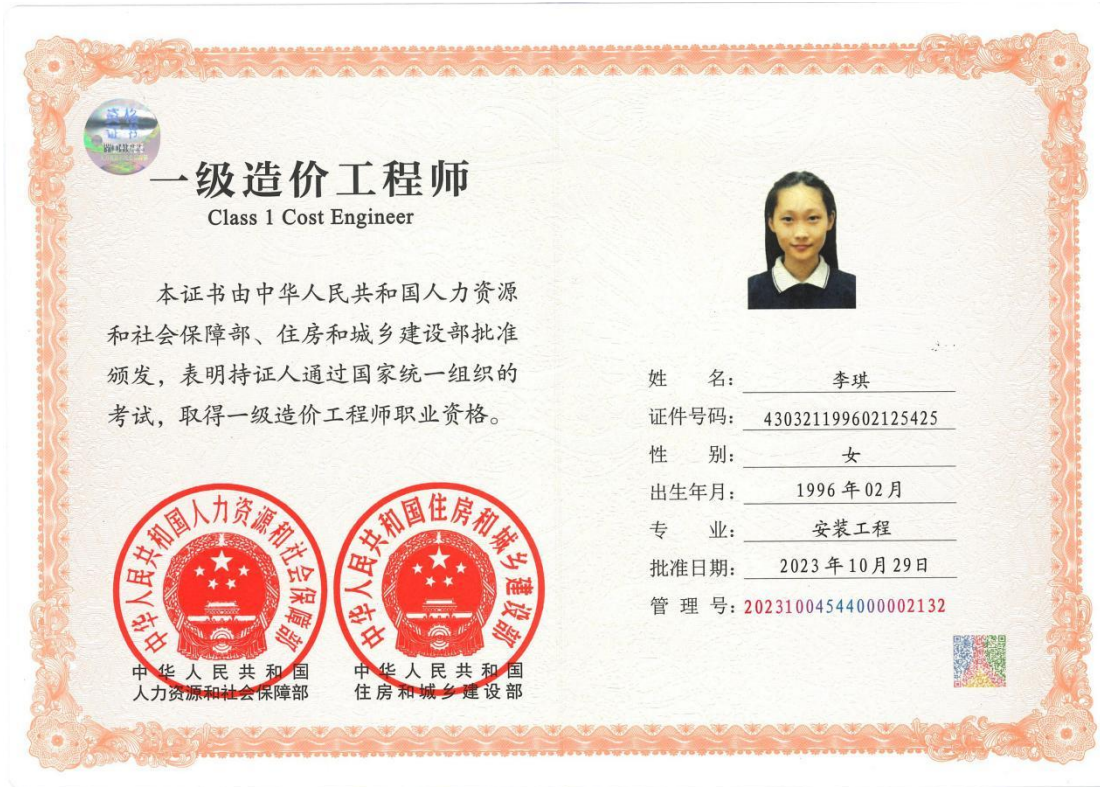 资格
证书
一级造价工程师
Class 1 Cost Engineer
本证书由中华人民共和国人力资源
和社会保障部、住房和城乡建设部批准
颁发，表明持证人通过国家统一组织的
考试，取得一级造价工程师职业资格。
中华人民共和国人力资源和社会保障部
中华人民共和国住房和城乡建设部
中华人民共和国
人力资源和社会保障部
中华人民共和国
住房和城乡建设部
姓 名： 李琪
证件号码： 430321199602125425
性 别： 女
出生年月： 1996年02月
专 业： 安装工程
批准日期： 2023年10月29日
管 理 号： 20231004544000002132